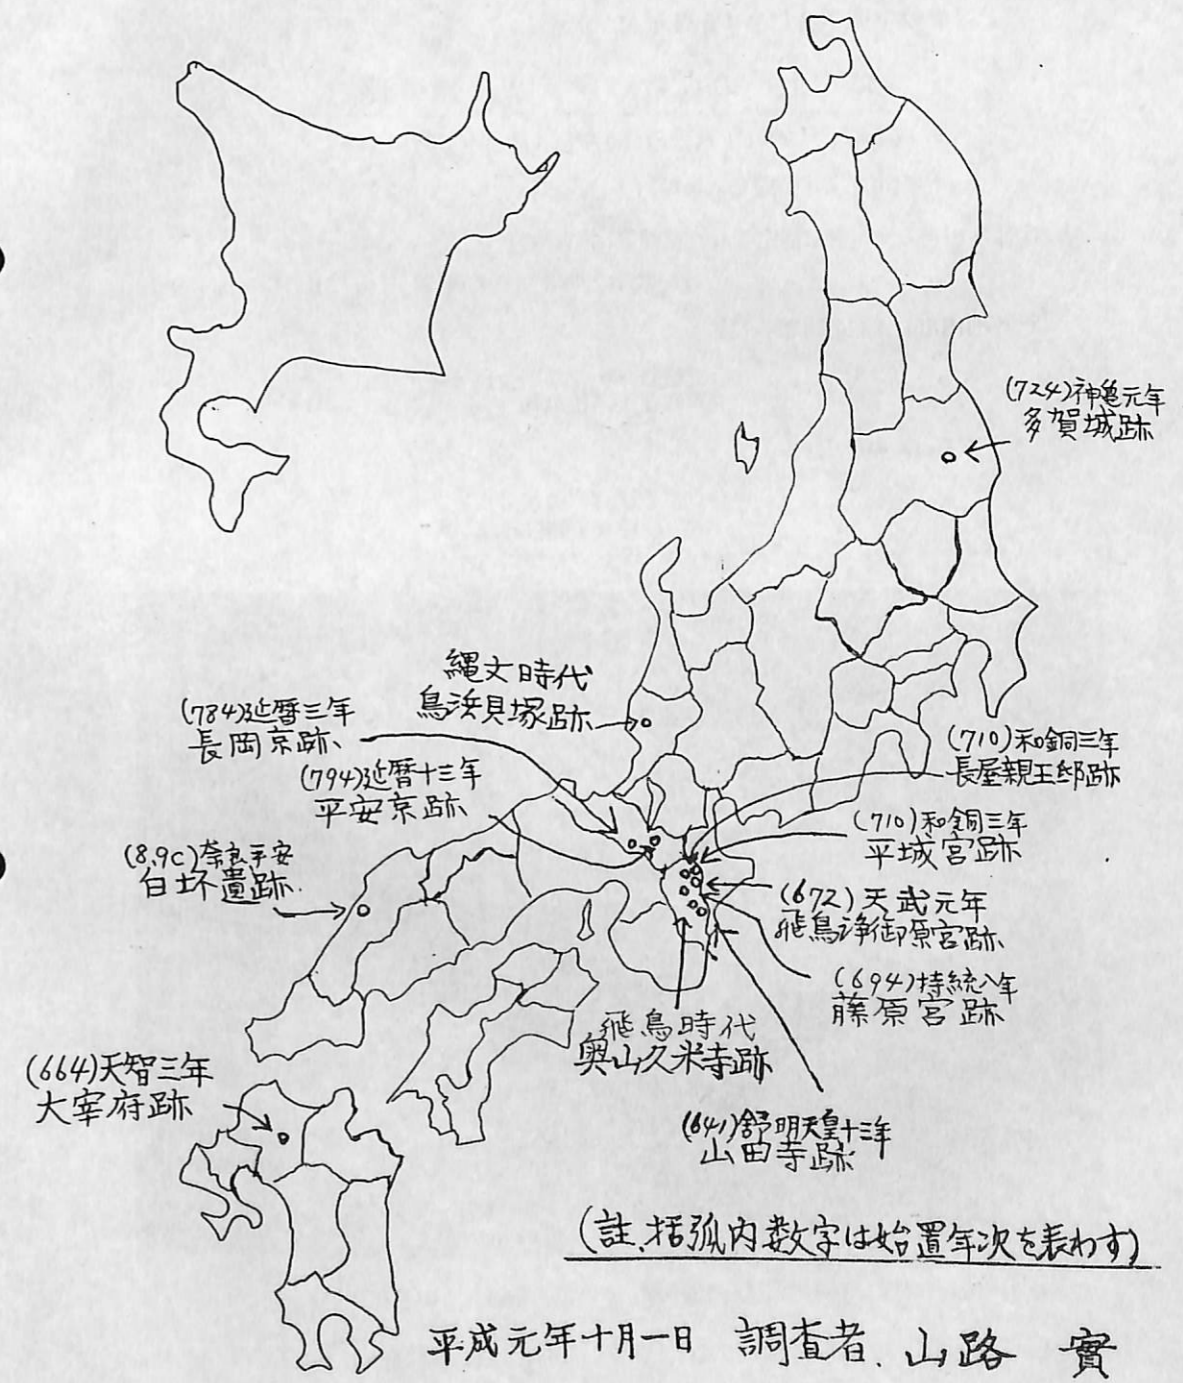 (724)神亀元年
多賀城跡
縄文時代
鳥浜貝塚跡
(784)延暦三年
長岡京跡
(794)延暦十三年
平安京跡
(8,9C)奈良平安
白坏遺跡
(710)和銅三年
長屋親王邸跡
(710)和銅三年
平城宮跡
(672)天武元年
飛鳥浄御原宮跡
(694)持統八年
藤原宮跡
飛鳥時代
奥山久米寺跡
(641)舒明天皇十三年
山田寺跡
(664)天智三年
大宰府跡
(註、括弧内数字は始置年次を表わす)
平成元年十月一日 調査者、山路 實